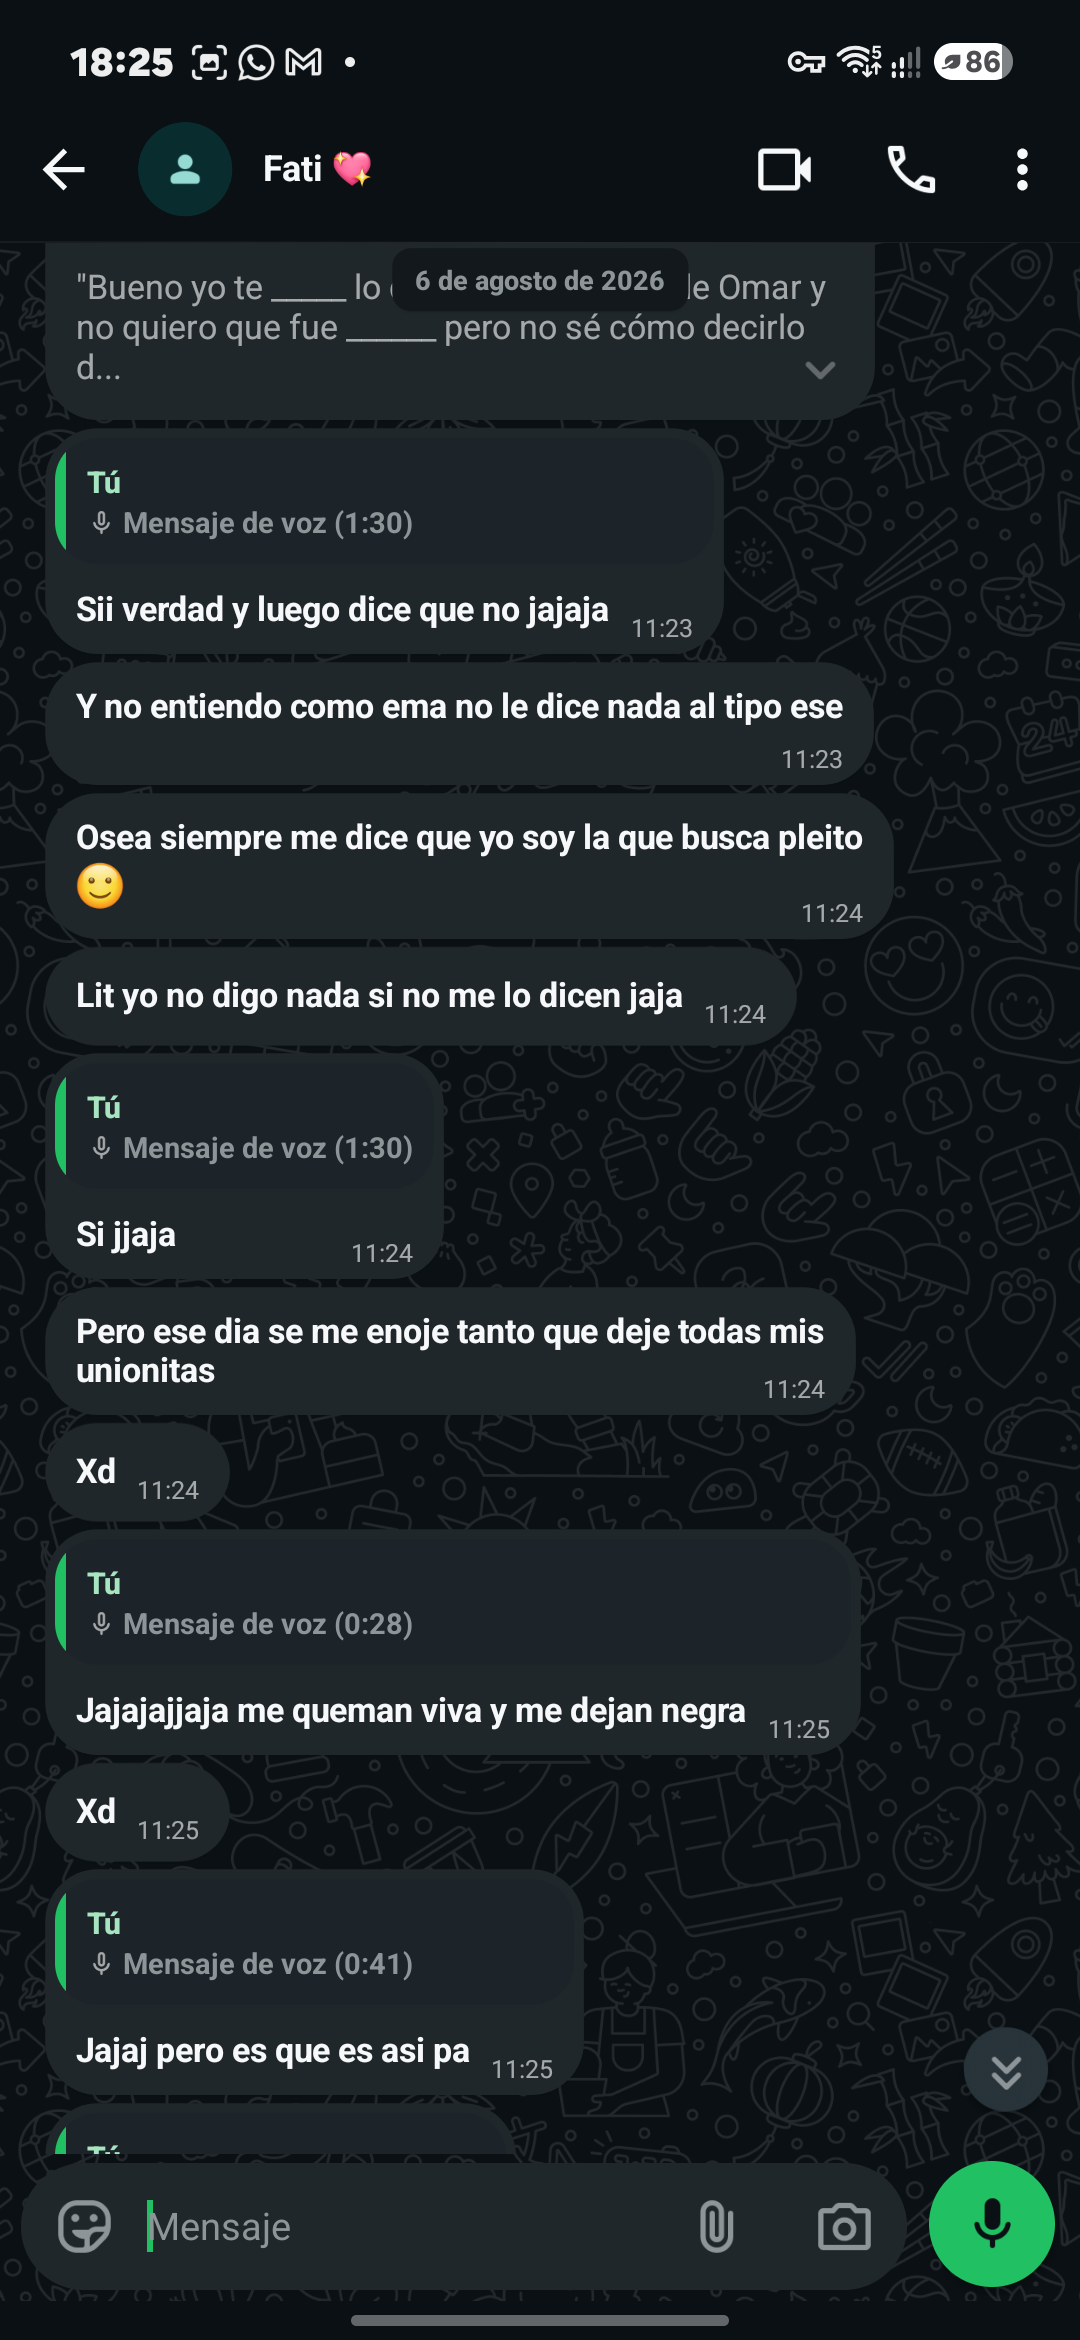 18:25
5
86
Fati
"Bueno yo te _____ lo
6 de agosto de 2026
Omar y
no quiero que fue ______ pero no sé cómo decirlo
d...
Tú
Mensaje de voz (1:30)
Sii verdad y luego dice que no jajaja
11:23
Y no entiendo como ema no le dice nada al tipo ese
11:23
Osea siempre me dice que yo soy la que busca pleito
🙂
11:24
Lit yo no digo nada si no me lo dicen jaja
11:24
Tú
Mensaje de voz (1:30)
Si jjaja
11:24
Pero ese dia se me enoje tanto que deje todas mis
unionitas
11:24
Xd
11:24
Tú
Mensaje de voz (0:28)
Jajajajjaja me queman viva y me dejan negra
11:25
Xd
11:25
Tú
Mensaje de voz (0:41)
Jajaj pero es que es asi pa
11:25
Mensaje